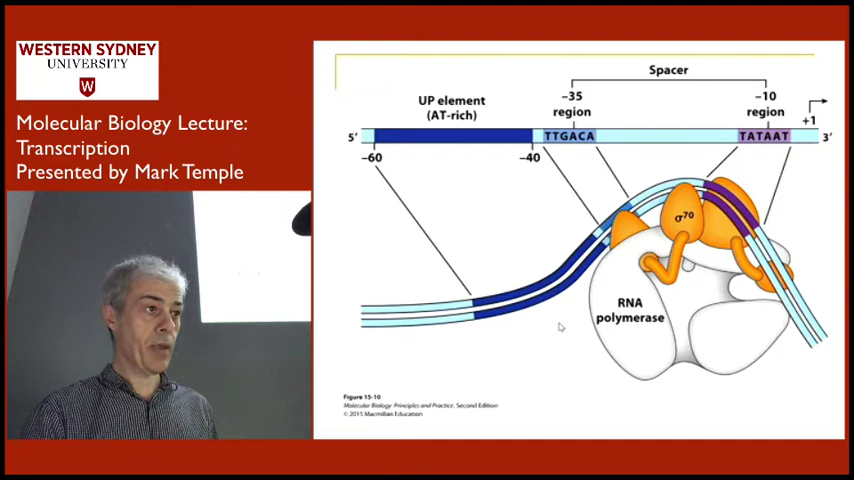 WESTERN SYDNEY
UNIVERSITY
W
Molecular Biology Lecture:
Transcription
Presented by Mark Temple
Spacer
UP element
(AT-rich)
–35
region
–10
region
+1
5′
TTGACA
TATAAT
3′
–60
–40
σ70
RNA
polymerase
Figure 15-10
Molecular Biology: Principles and Practice, Second Edition
© 2015 Macmillan Education